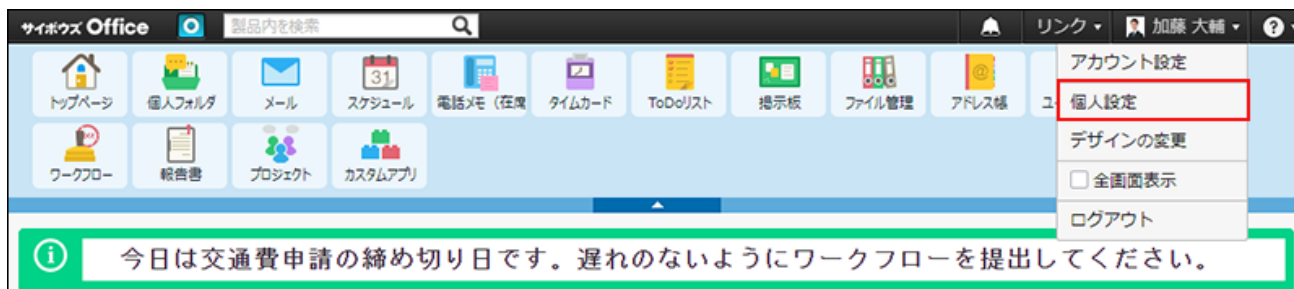 サイボウズ Office
製品内を検索
リンク
加藤 大輔
トップページ
個人フォルダ
メール
スケジュール
31
電話メモ（在席
タイムカード
ToDoリスト
掲示板
ファイル管理
アドレス帳
ユー
アカウント設定
個人設定
デザインの変更
全画面表示
ログアウト
ワークフロー
報告書
プロジェクト
カスタムアプリ
今日は交通費申請の締め切り日です。遅れのないようにワークフローを提出してください。